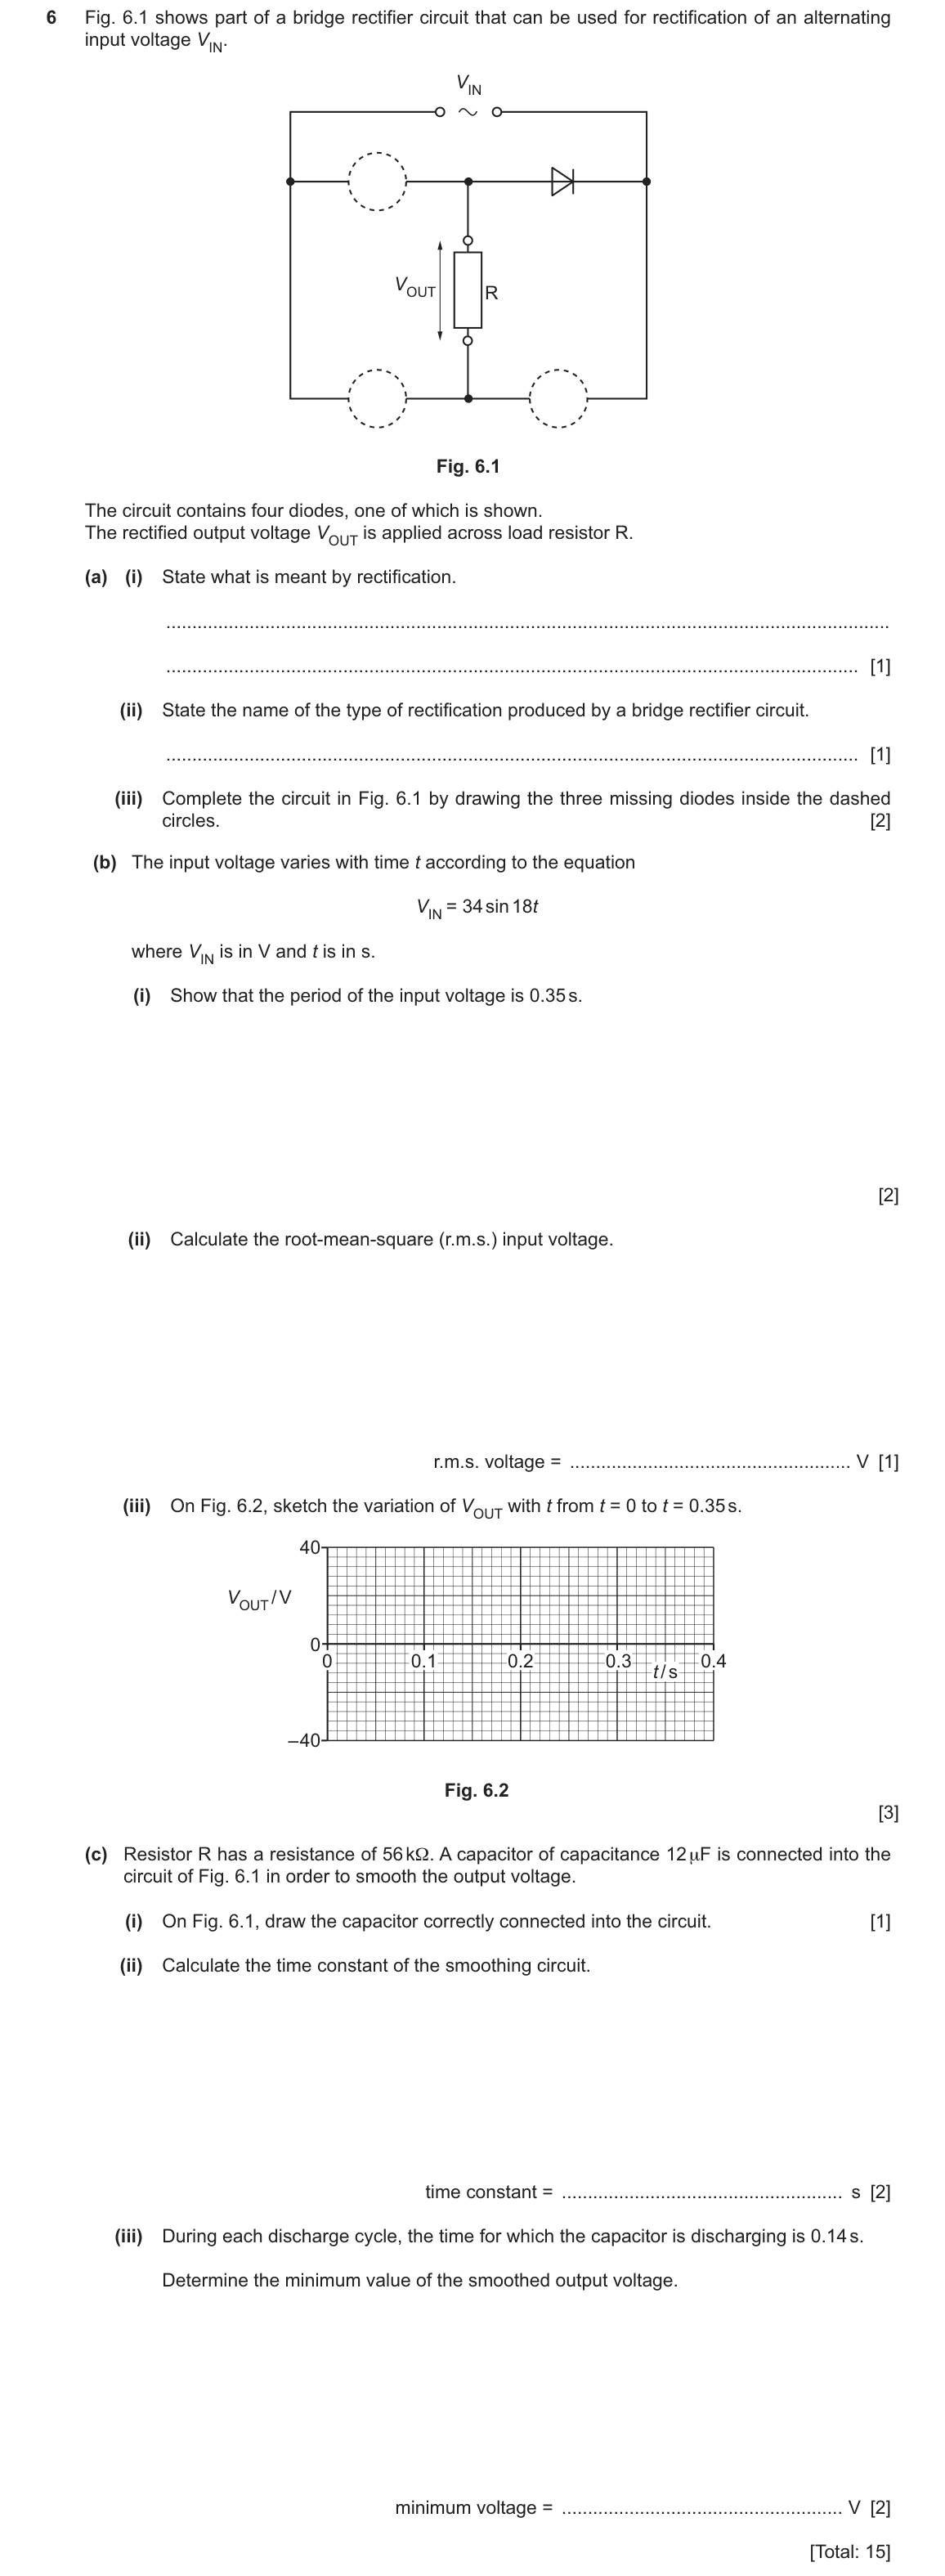 6 Fig. 6.1 shows part of a bridge rectifier circuit that can be used for rectification of an alternating
input voltage V_IN.
V_IN
~
V_OUT
R
Fig. 6.1
The circuit contains four diodes, one of which is shown.
The rectified output voltage V_OUT is applied across load resistor R.
(a) (i) State what is meant by rectification.
..........................................................................................................................................
.................................................................................................................................... [1]
(ii) State the name of the type of rectification produced by a bridge rectifier circuit.
.................................................................................................................................... [1]
(iii) Complete the circuit in Fig. 6.1 by drawing the three missing diodes inside the dashed
circles. [2]
(b) The input voltage varies with time t according to the equation
V_IN = 34 sin 18t
where V_IN is in V and t is in s.
(i) Show that the period of the input voltage is 0.35 s.
[2]
(ii) Calculate the root-mean-square (r.m.s.) input voltage.
r.m.s. voltage = ...................................................... V [1]
(iii) On Fig. 6.2, sketch the variation of V_OUT with t from t = 0 to t = 0.35 s.
40
V_OUT / V
0
0 0.1 0.2 0.3 0.4
t / s
–40
Fig. 6.2
[3]
(c) Resistor R has a resistance of 56 kΩ. A capacitor of capacitance 12 μF is connected into the
circuit of Fig. 6.1 in order to smooth the output voltage.
(i) On Fig. 6.1, draw the capacitor correctly connected into the circuit. [1]
(ii) Calculate the time constant of the smoothing circuit.
time constant = ...................................................... s [2]
(iii) During each discharge cycle, the time for which the capacitor is discharging is 0.14 s.
Determine the minimum value of the smoothed output voltage.
minimum voltage = ...................................................... V [2]
[Total: 15]